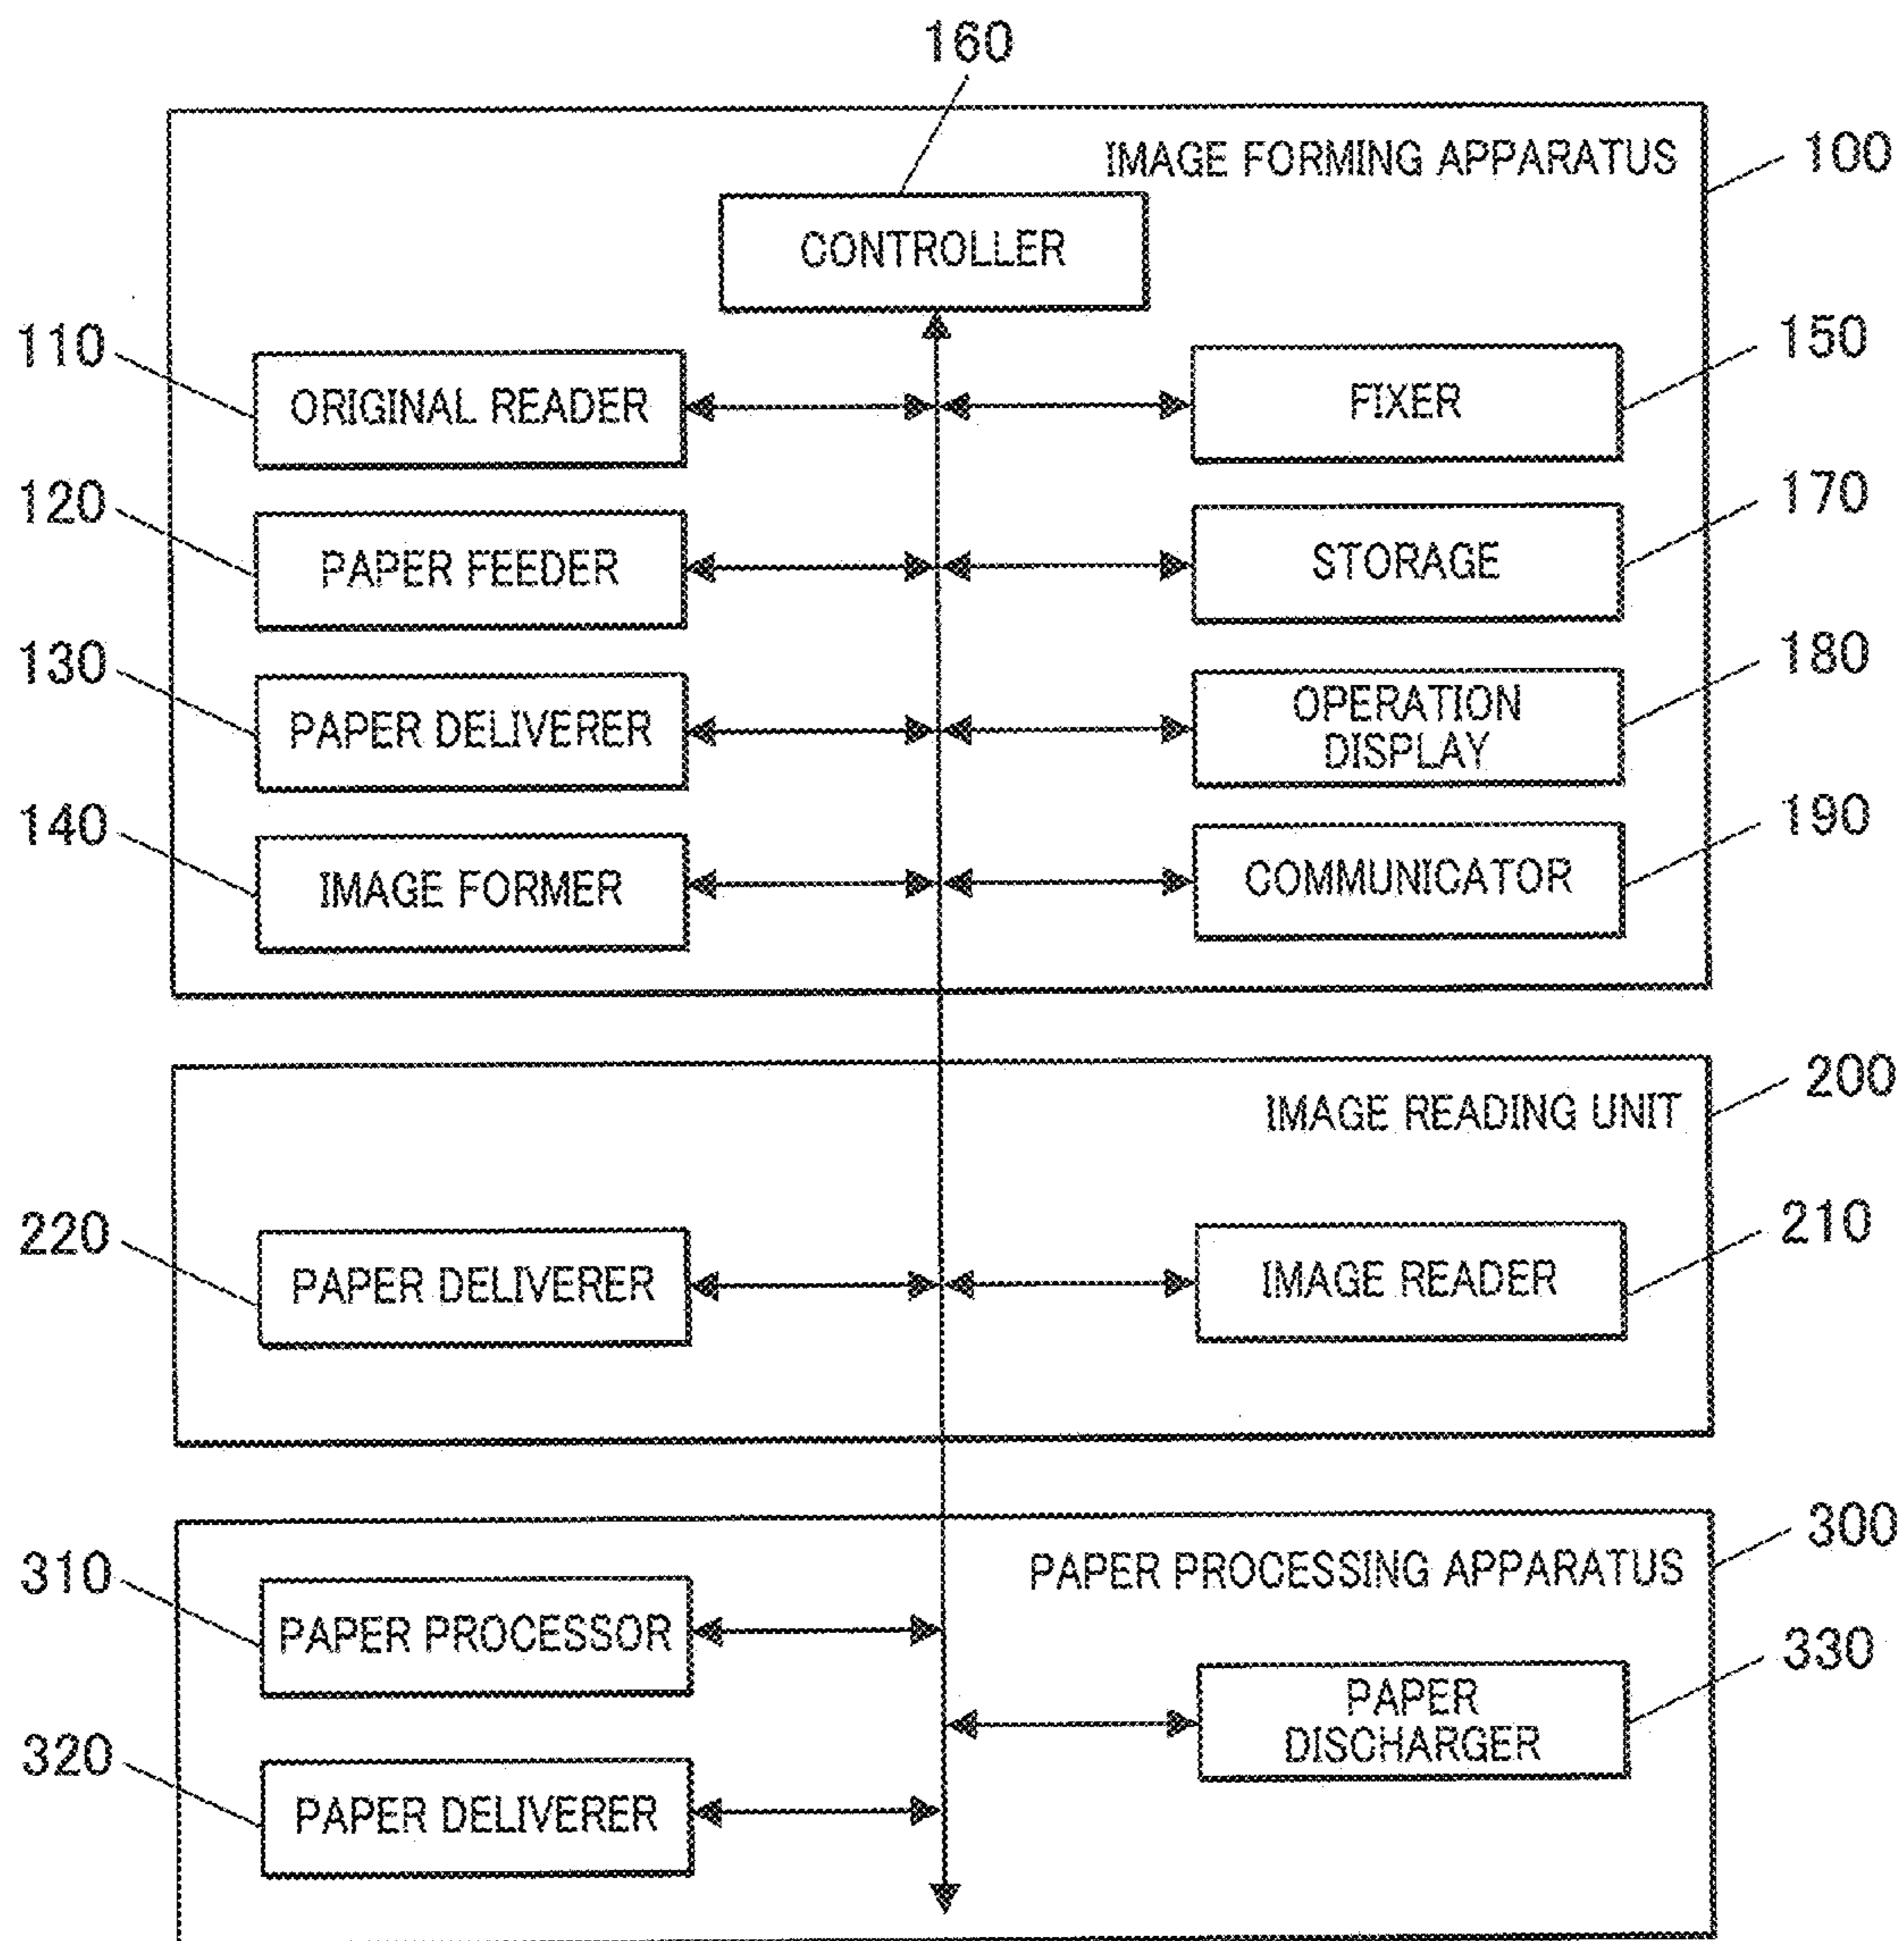 160
IMAGE FORMING APPARATUS
100
CONTROLLER
110
ORIGINAL READER
FIXER
150
120
PAPER FEEDER
STORAGE
170
130
PAPER DELIVERER
OPERATION
DISPLAY
180
140
IMAGE FORMER
COMMUNICATOR
190
IMAGE READING UNIT
200
220
PAPER DELIVERER
IMAGE READER
210
PAPER PROCESSING APPARATUS
300
310
PAPER PROCESSOR
PAPER
DISCHARGER
330
320
PAPER DELIVERER